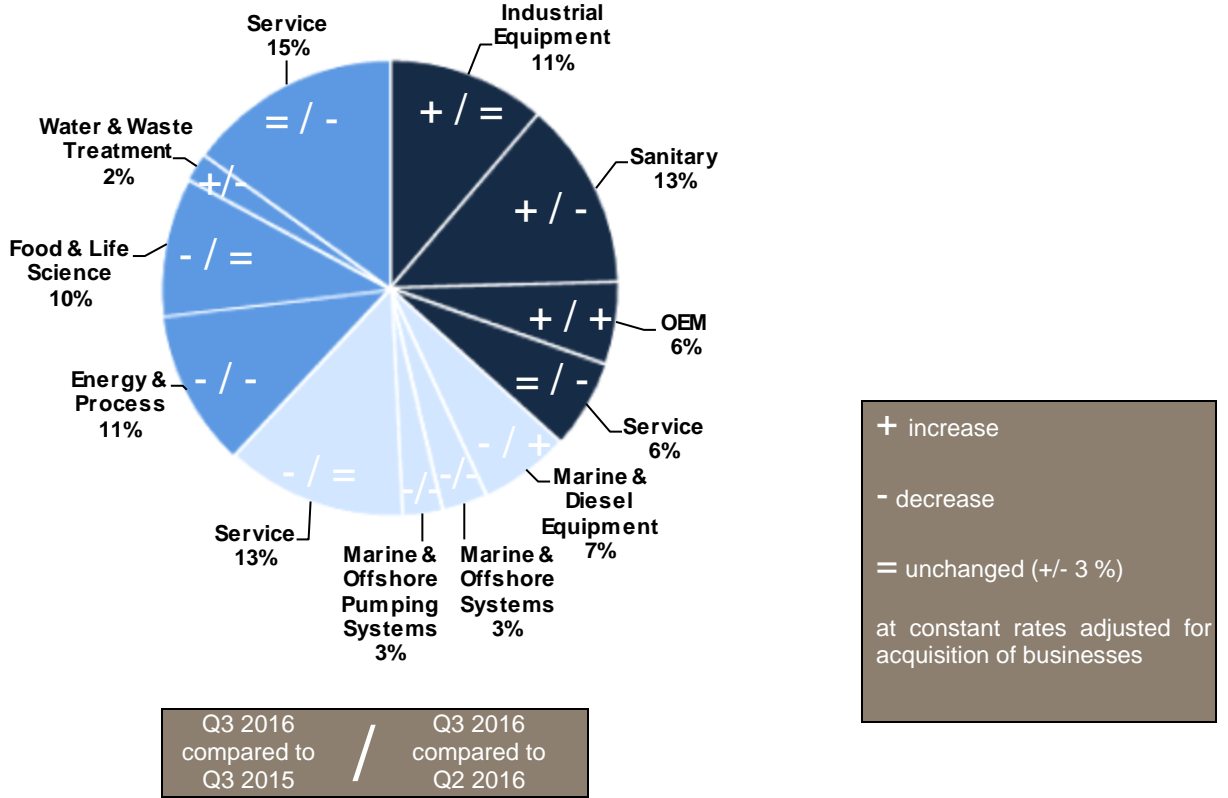 Service
15%
= / -
Industrial
Equipment
11%
+ / =
Sanitary
13%
+ / -
OEM
6%
+ / +
Service
6%
= / -
Marine &
Diesel
Equipment
7%
- / +
Marine &
Offshore
Systems
3%
-/-
Marine &
Offshore
Pumping
Systems
3%
-/-
Service
13%
- / =
Energy &
Process
11%
- / -
Food & Life
Science
10%
- / =
Water & Waste
Treatment
2%
+/-
+ increase
- decrease
= unchanged (+/- 3 %)
at constant rates adjusted for
acquisition of businesses
Q3 2016
compared to
Q3 2015
/
Q3 2016
compared to
Q2 2016